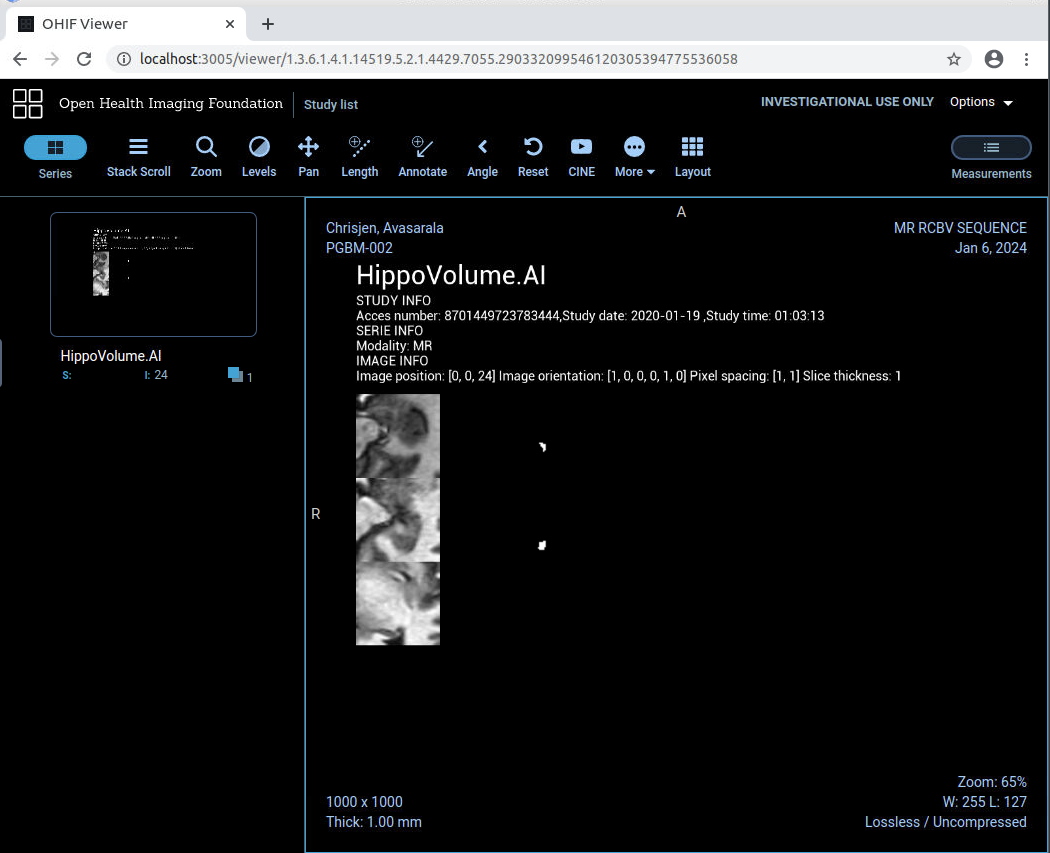 OHIF Viewer
localhost:3005/viewer/1.3.6.1.4.1.14519.5.2.1.4429.7055.290332099546120305394775536058
Open Health Imaging Foundation
Study list
INVESTIGATIONAL USE ONLY
Options
Series
Stack Scroll
Zoom
Levels
Pan
Length
Annotate
Angle
Reset
CINE
More
Layout
Measurements
HippoVolume.AI
S:
I: 24
1
A
Chrisjen, Avasarala
PGBM-002
MR RCBV SEQUENCE
Jan 6, 2024
HippoVolume.AI
STUDY INFO
Acces number: 8701449723783444,Study date: 2020-01-19 ,Study time: 01:03:13
SERIE INFO
Modality: MR
IMAGE INFO
Image position: [0, 0, 24] Image orientation: [1, 0, 0, 0, 1, 0] Pixel spacing: [1, 1] Slice thickness: 1
R
1000 x 1000
Thick: 1.00 mm
Zoom: 65%
W: 255 L: 127
Lossless / Uncompressed